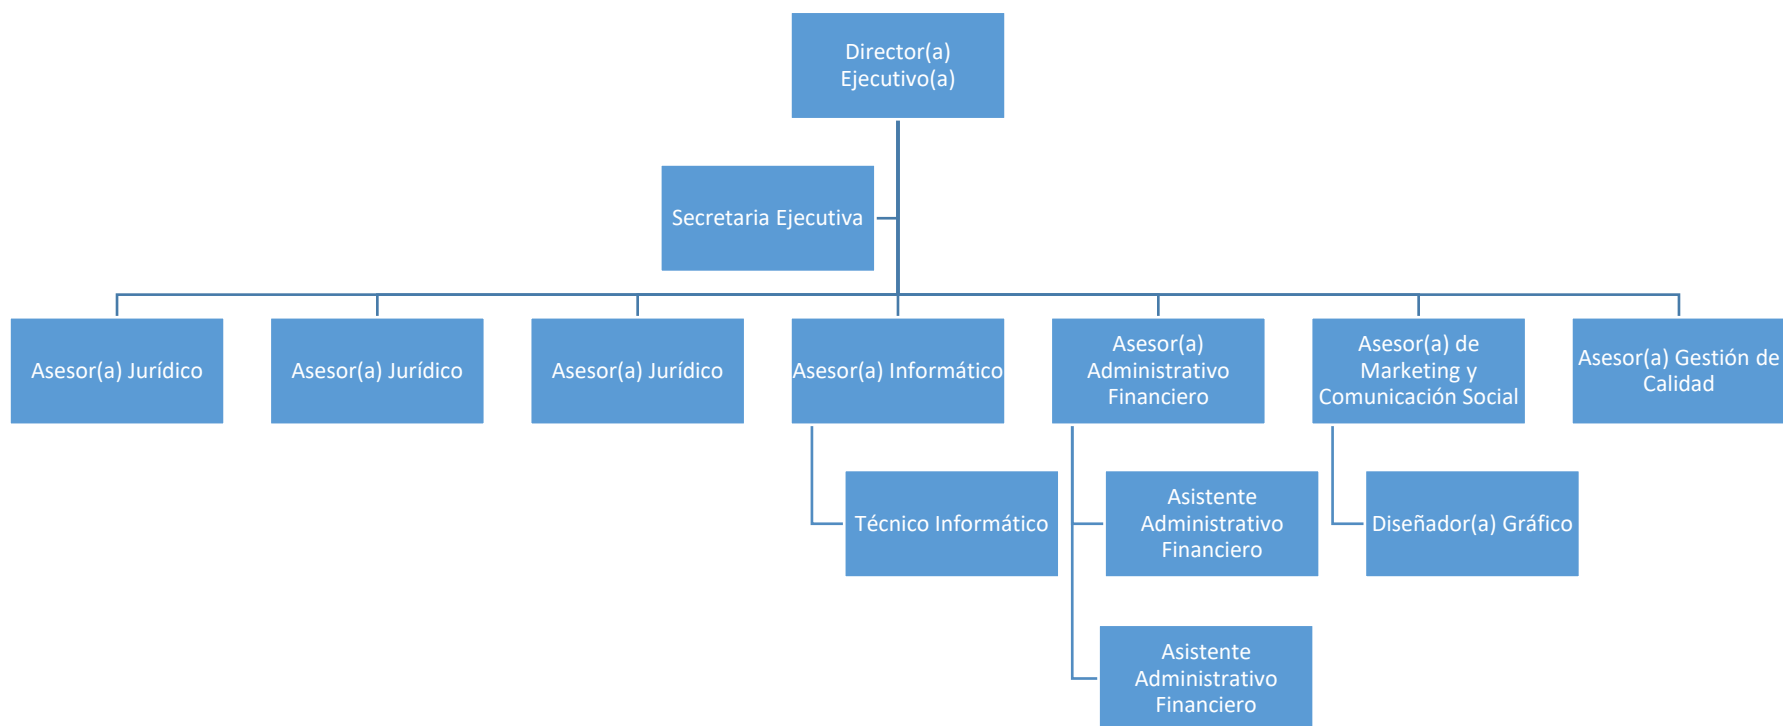 Director(a)
Ejecutivo(a)
Secretaria Ejecutiva
Asesor(a) Jurídico
Asesor(a) Jurídico
Asesor(a) Jurídico
Asesor(a) Informático
Asesor(a)
Administrativo
Financiero
Asesor(a) de
Marketing y
Comunicación Social
Asesor(a) Gestión de
Calidad
Técnico Informático
Asistente
Administrativo
Financiero
Diseñador(a) Gráfico
Asistente
Administrativo
Financiero